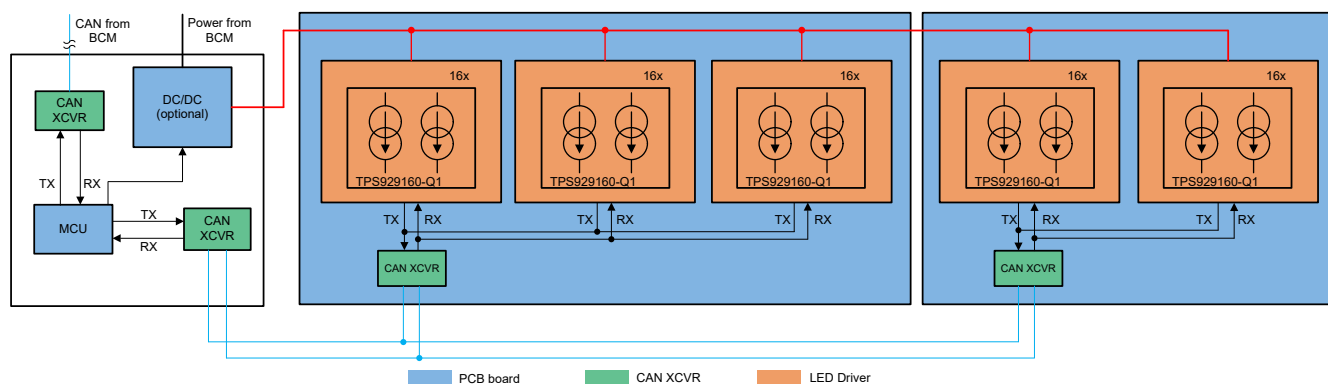 CAN from
BCM
Power from
BCM
CAN
XCVR
DC/DC
(optional)
TX
RX
MCU
TX
RX
CAN
XCVR
16x
TPS929160-Q1
16x
TPS929160-Q1
16x
TPS929160-Q1
TX
RX
TX
RX
TX
RX
CAN XCVR
16x
TPS929160-Q1
16x
TPS929160-Q1
TX
RX
TX
RX
CAN XCVR
PCB board
CAN XCVR
LED Driver